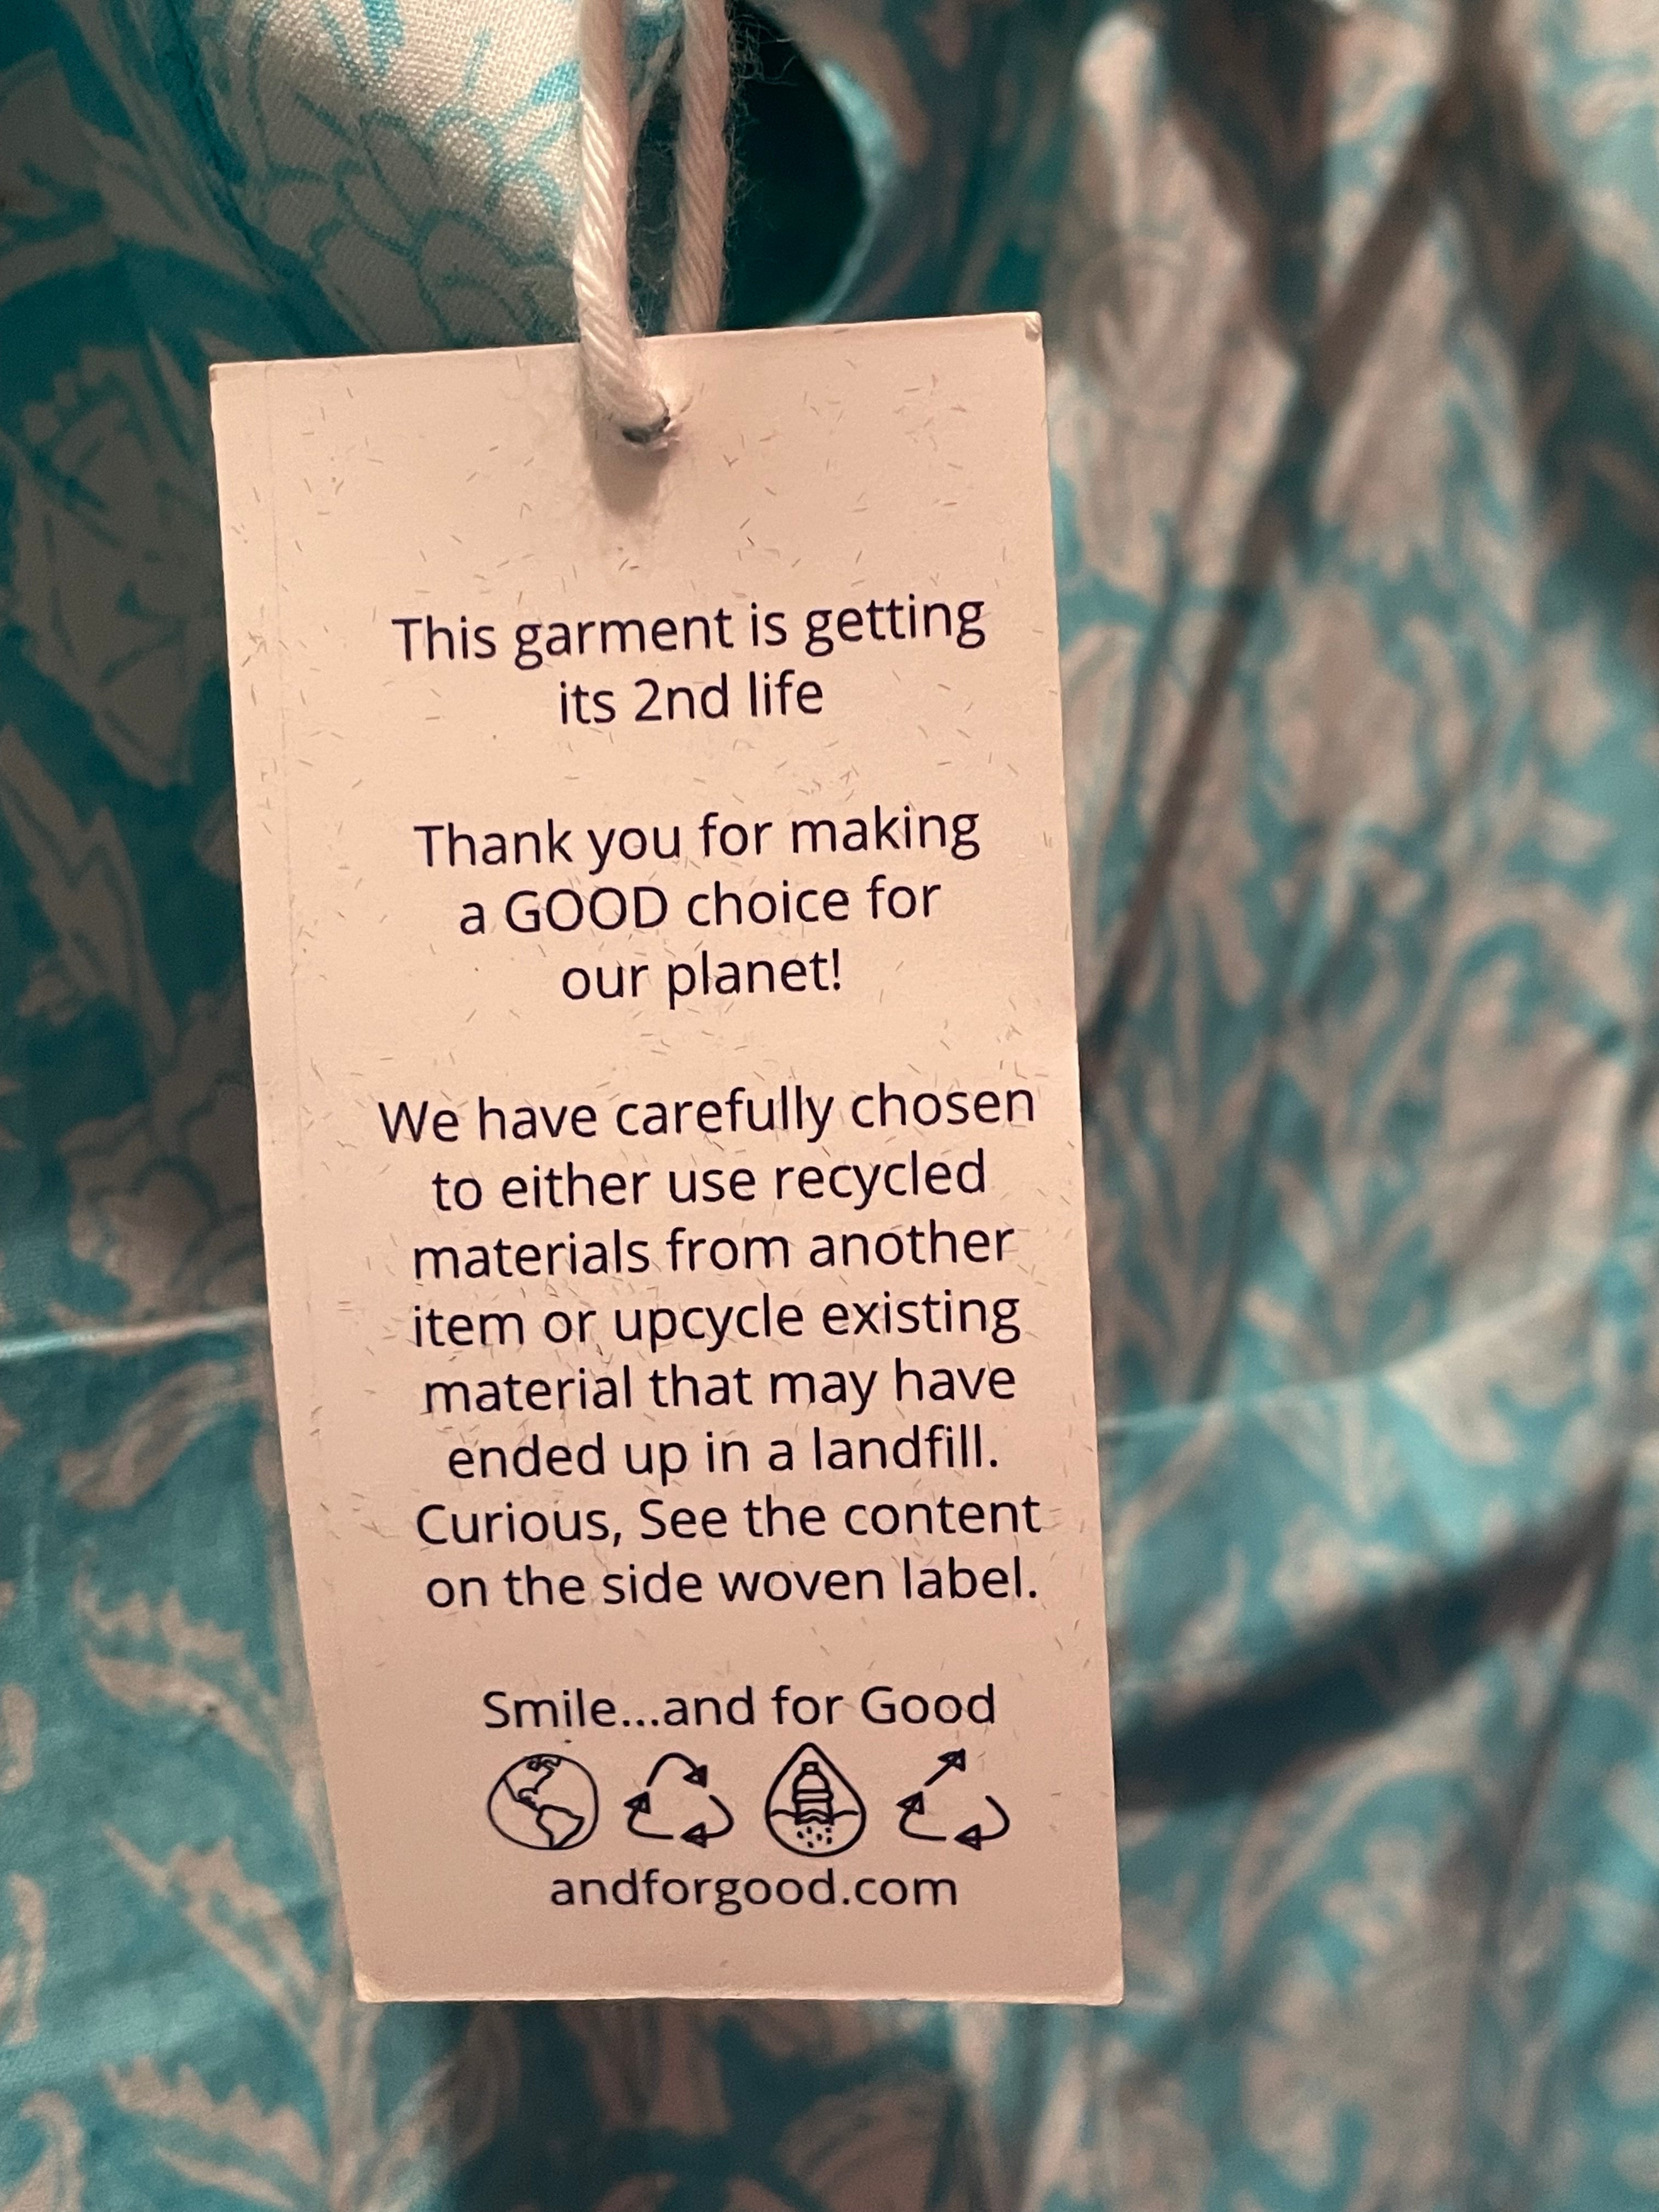 This garment is getting
its 2nd life
Thank you for making
a GOOD choice for
our planet!
We have carefully chosen
to either use recycled
materials from another
item or upcycle existing
material that may have
ended up in a landfill.
Curious, See the content
on the side woven label.
Smile...and for Good
andforgood.com